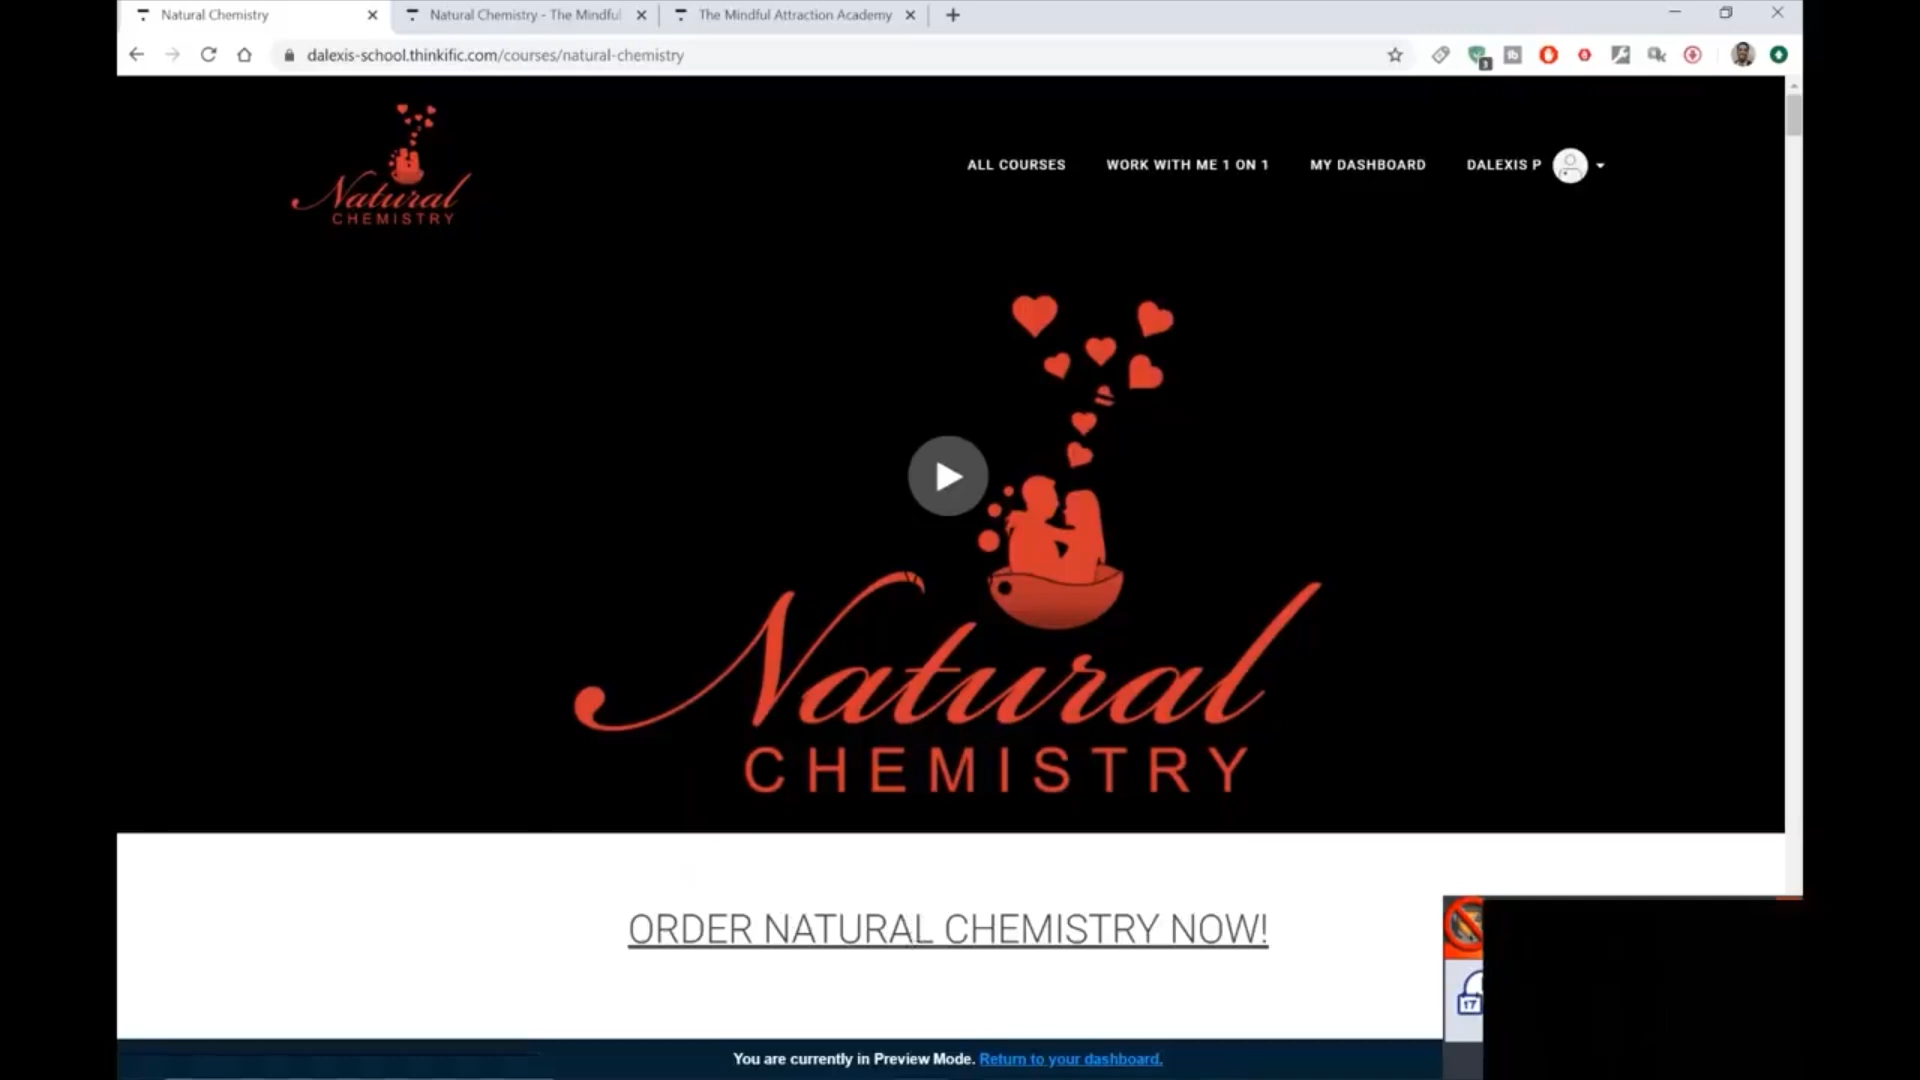 Natural Chemistry
Natural Chemistry - The Mindful
The Mindful Attraction Academy
dalexis-school.thinkific.com/courses/natural-chemistry
Natural
CHEMISTRY
ALL COURSES
WORK WITH ME 1 ON 1
MY DASHBOARD
DALEXIS P
Natural
CHEMISTRY
ORDER NATURAL CHEMISTRY NOW!
17
You are currently in Preview Mode. Return to your dashboard.